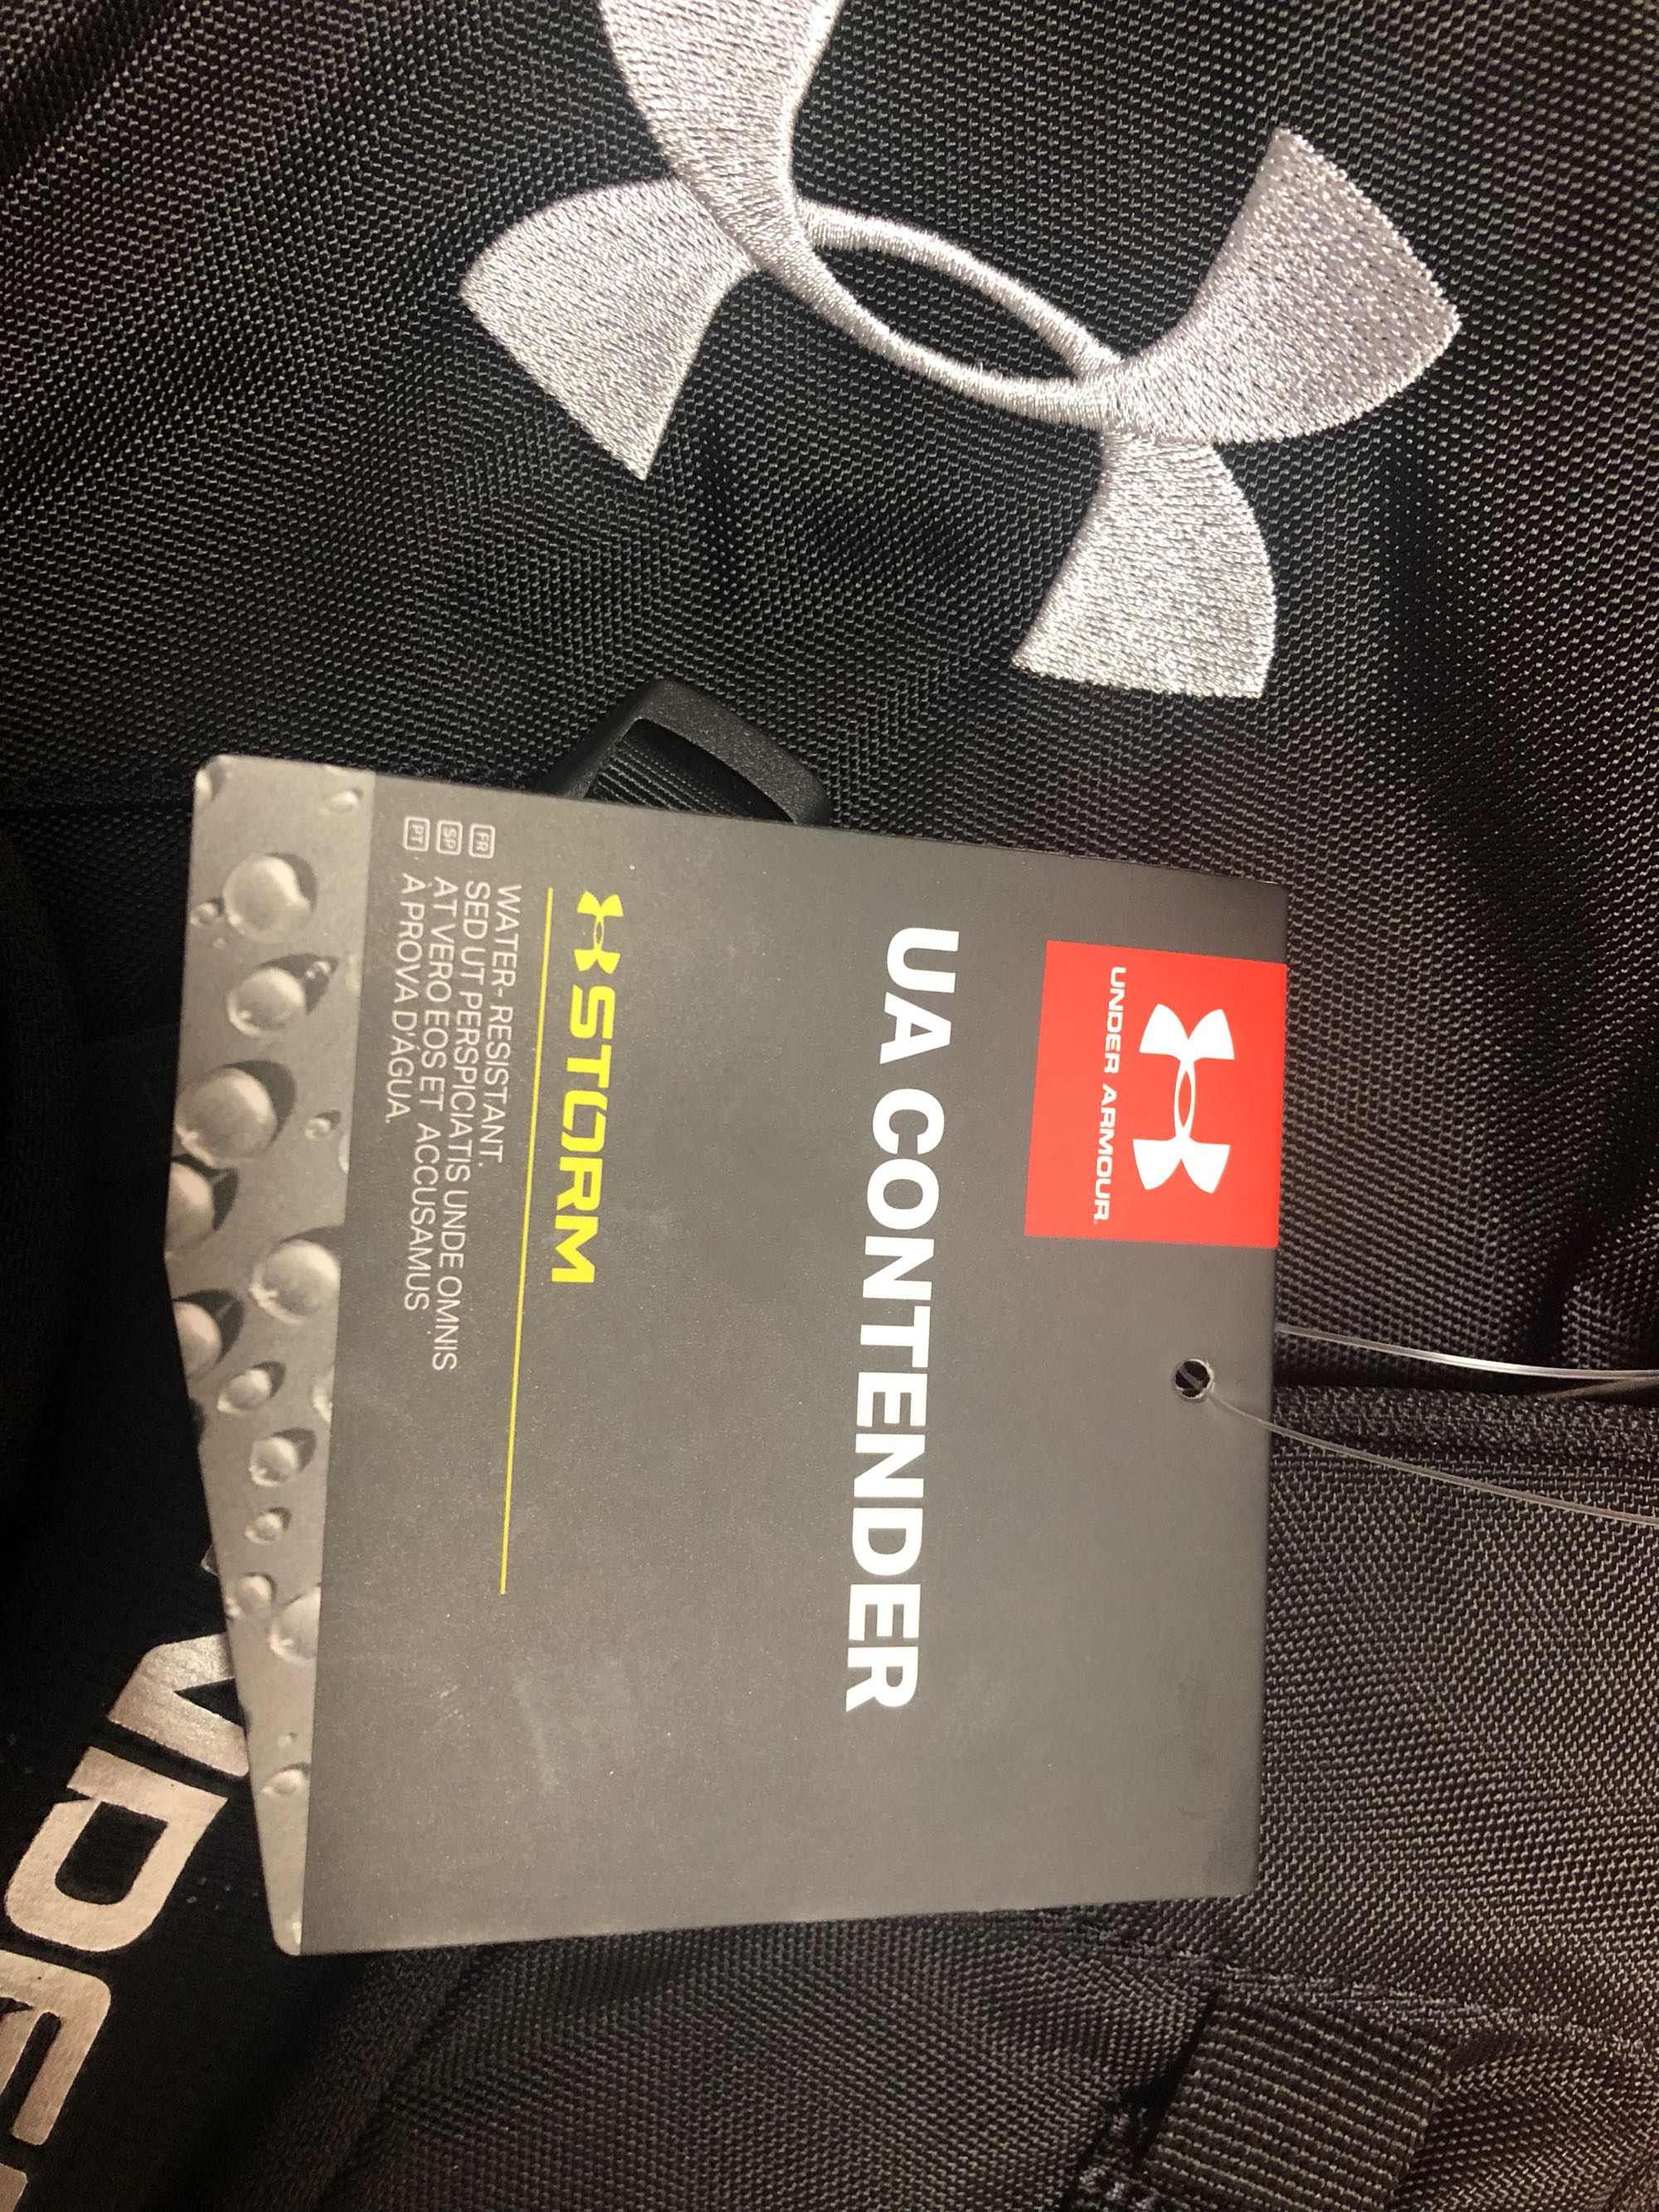 UNDER ARMOUR
UA CONTENDER
STORM
WATER-RESISTANT.
FR SED UT PERSPICIATIS UNDE OMNIS
SP AT VERO EOS ET ACCUSAMUS
PT À PROVA D'ÁGUA.